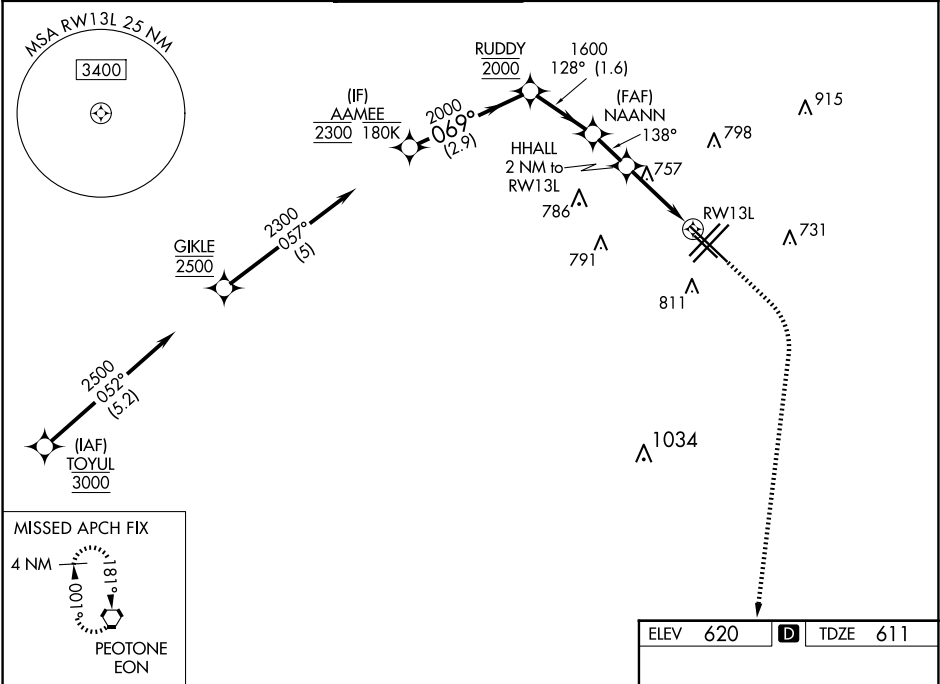 MSA RW13L 25 NM
3400
RUDDY
2000
1600
128° (1.6)
(FAF)
NAANN
138°
(IF)
AAMEE
2300 180K
2000
069°
(2.9)
HHALL
2 NM to
RW13L
915
798
757
786
791
RW13L
731
811
GIKLE
2500
2300
057°
(5)
2500
052°
(5.2)
(IAF)
TOYUL
3000
1034
MISSED APCH FIX
4 NM
181°
001°
PEOTONE
EON
ELEV 620 D TDZE 611